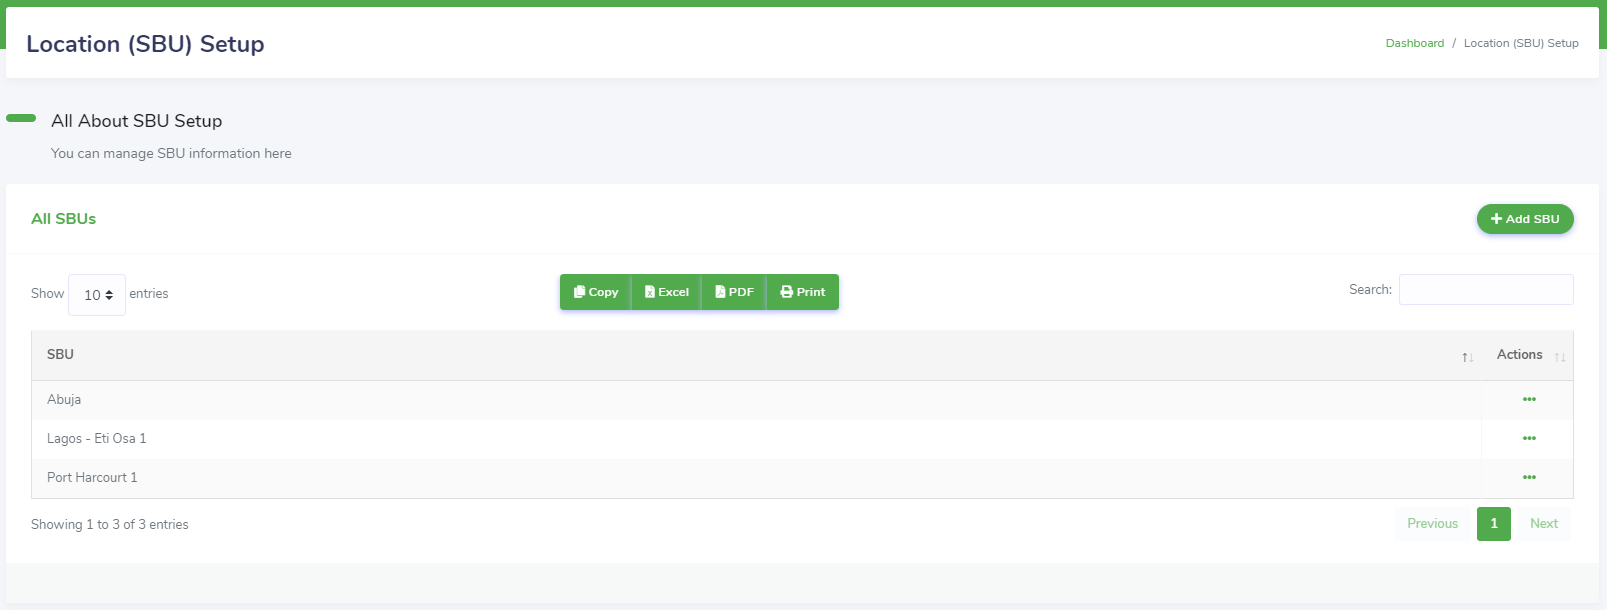 Location (SBU) Setup
Dashboard / Location (SBU) Setup
All About SBU Setup
You can manage SBU information here
All SBUs
Add SBU
Show 10 entries
Copy Excel PDF Print
Search:
SBU Actions
Abuja
Lagos - Eti Osa 1
Port Harcourt 1
Showing 1 to 3 of 3 entries
Previous 1 Next